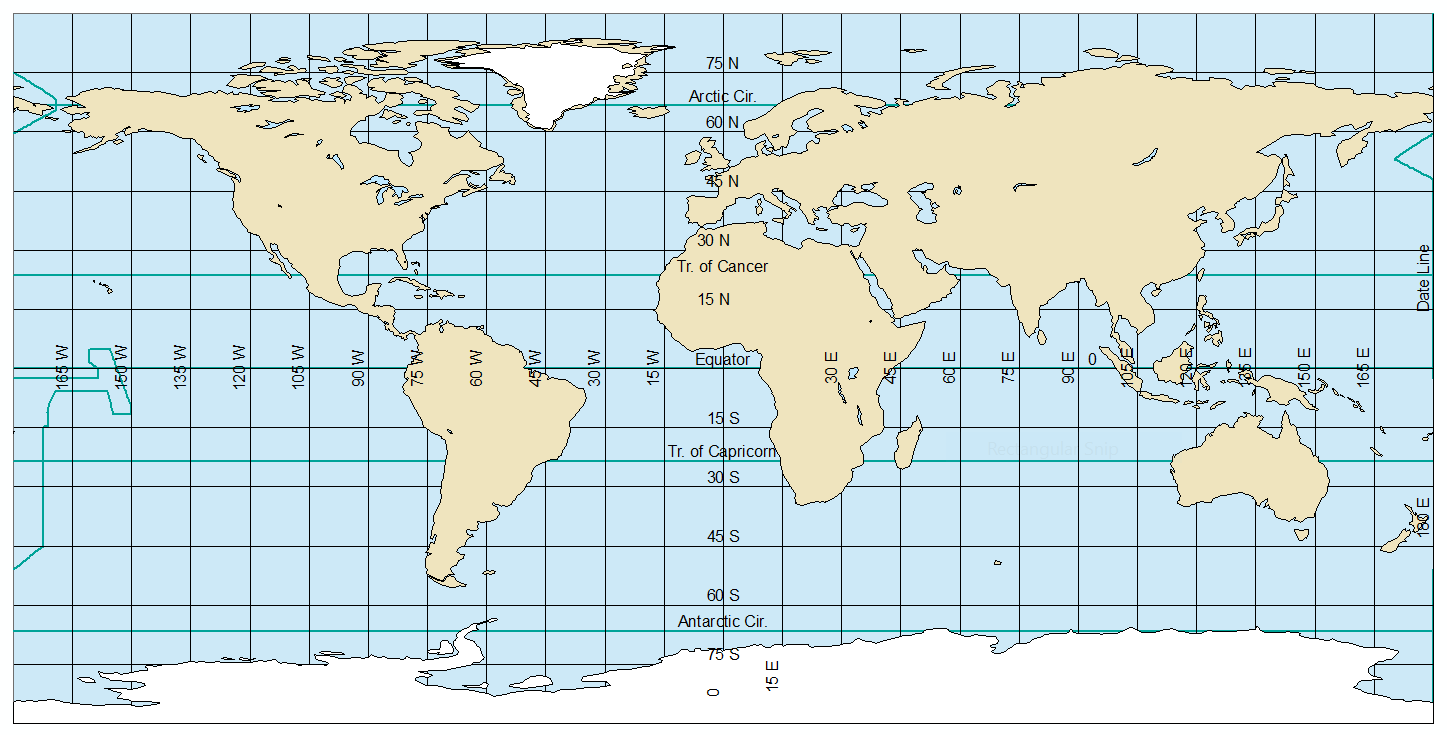 75 N
Arctic Cir.
60 N
45 N
30 N
Tr. of Cancer
Date Line
15 N
165 W
150 W
135 W
120 W
105 W
90 W
75 W
60 W
45 W
30 W
15 W
Equator
30 E
45 E
60 E
75 E
90 E
0
105 E
120 E
135 E
150 E
165 E
15 S
Tr. of Capricorn
Rectangular Snip
30 S
180 E
45 S
60 S
Antarctic Cir.
75 S
15 E
0